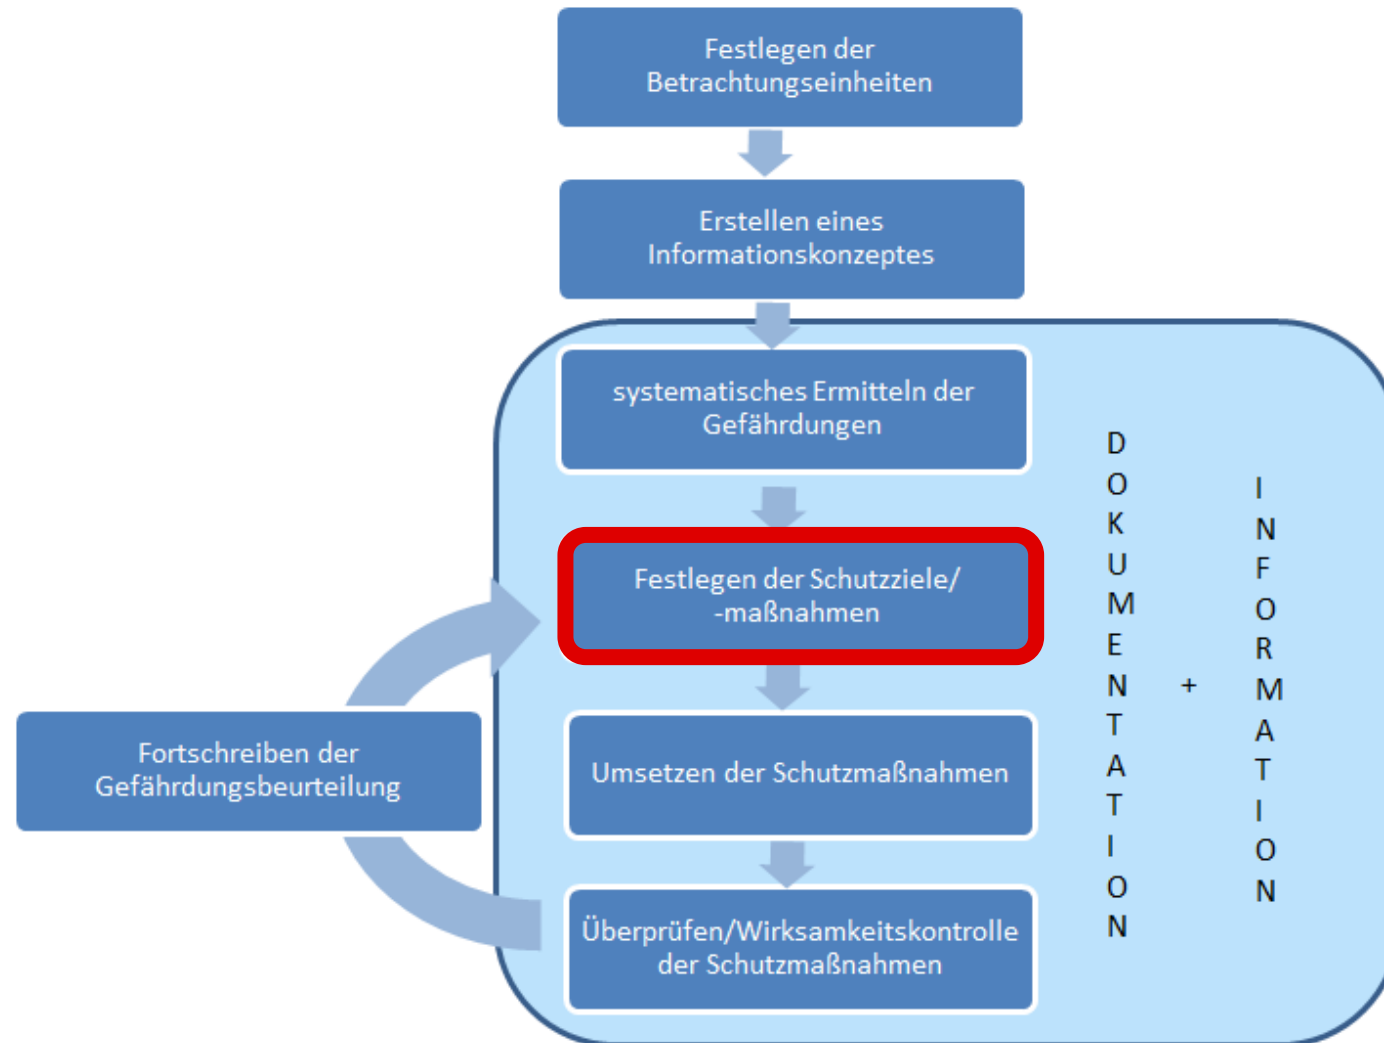 Festlegen der
Betrachtungseinheiten
Erstellen eines
Informationskonzeptes
systematisches Ermitteln der
Gefährdungen
Festlegen der Schutzziele/
-maßnahmen
Umsetzen der Schutzmaßnahmen
Überprüfen/Wirksamkeitskontrolle
der Schutzmaßnahmen
Fortschreiben der
Gefährdungsbeurteilung
DOKUMENTATION
+
INFORMATION